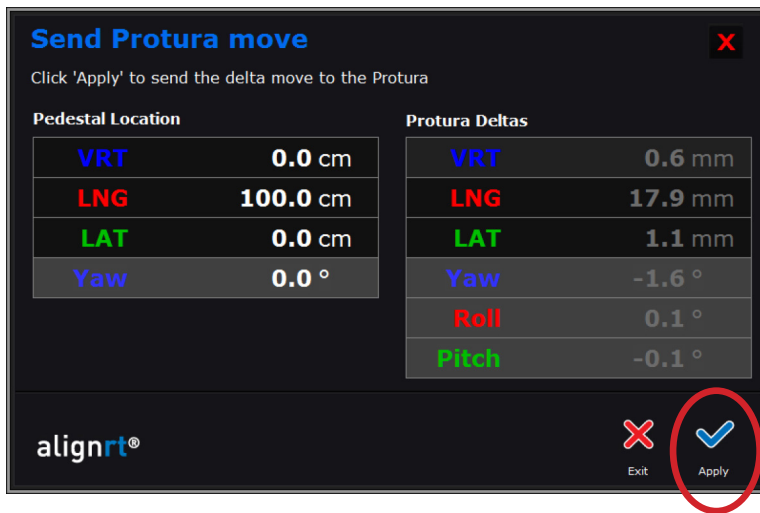 Send Protura move
X
Click 'Apply' to send the delta move to the Protura
Pedestal Location
VRT 0.0 cm
LNG 100.0 cm
LAT 0.0 cm
Yaw 0.0 °
Protura Deltas
VRT 0.6 mm
LNG 17.9 mm
LAT 1.1 mm
Yaw -1.6 °
Roll 0.1 °
Pitch -0.1 °
alignrt®
Exit
Apply